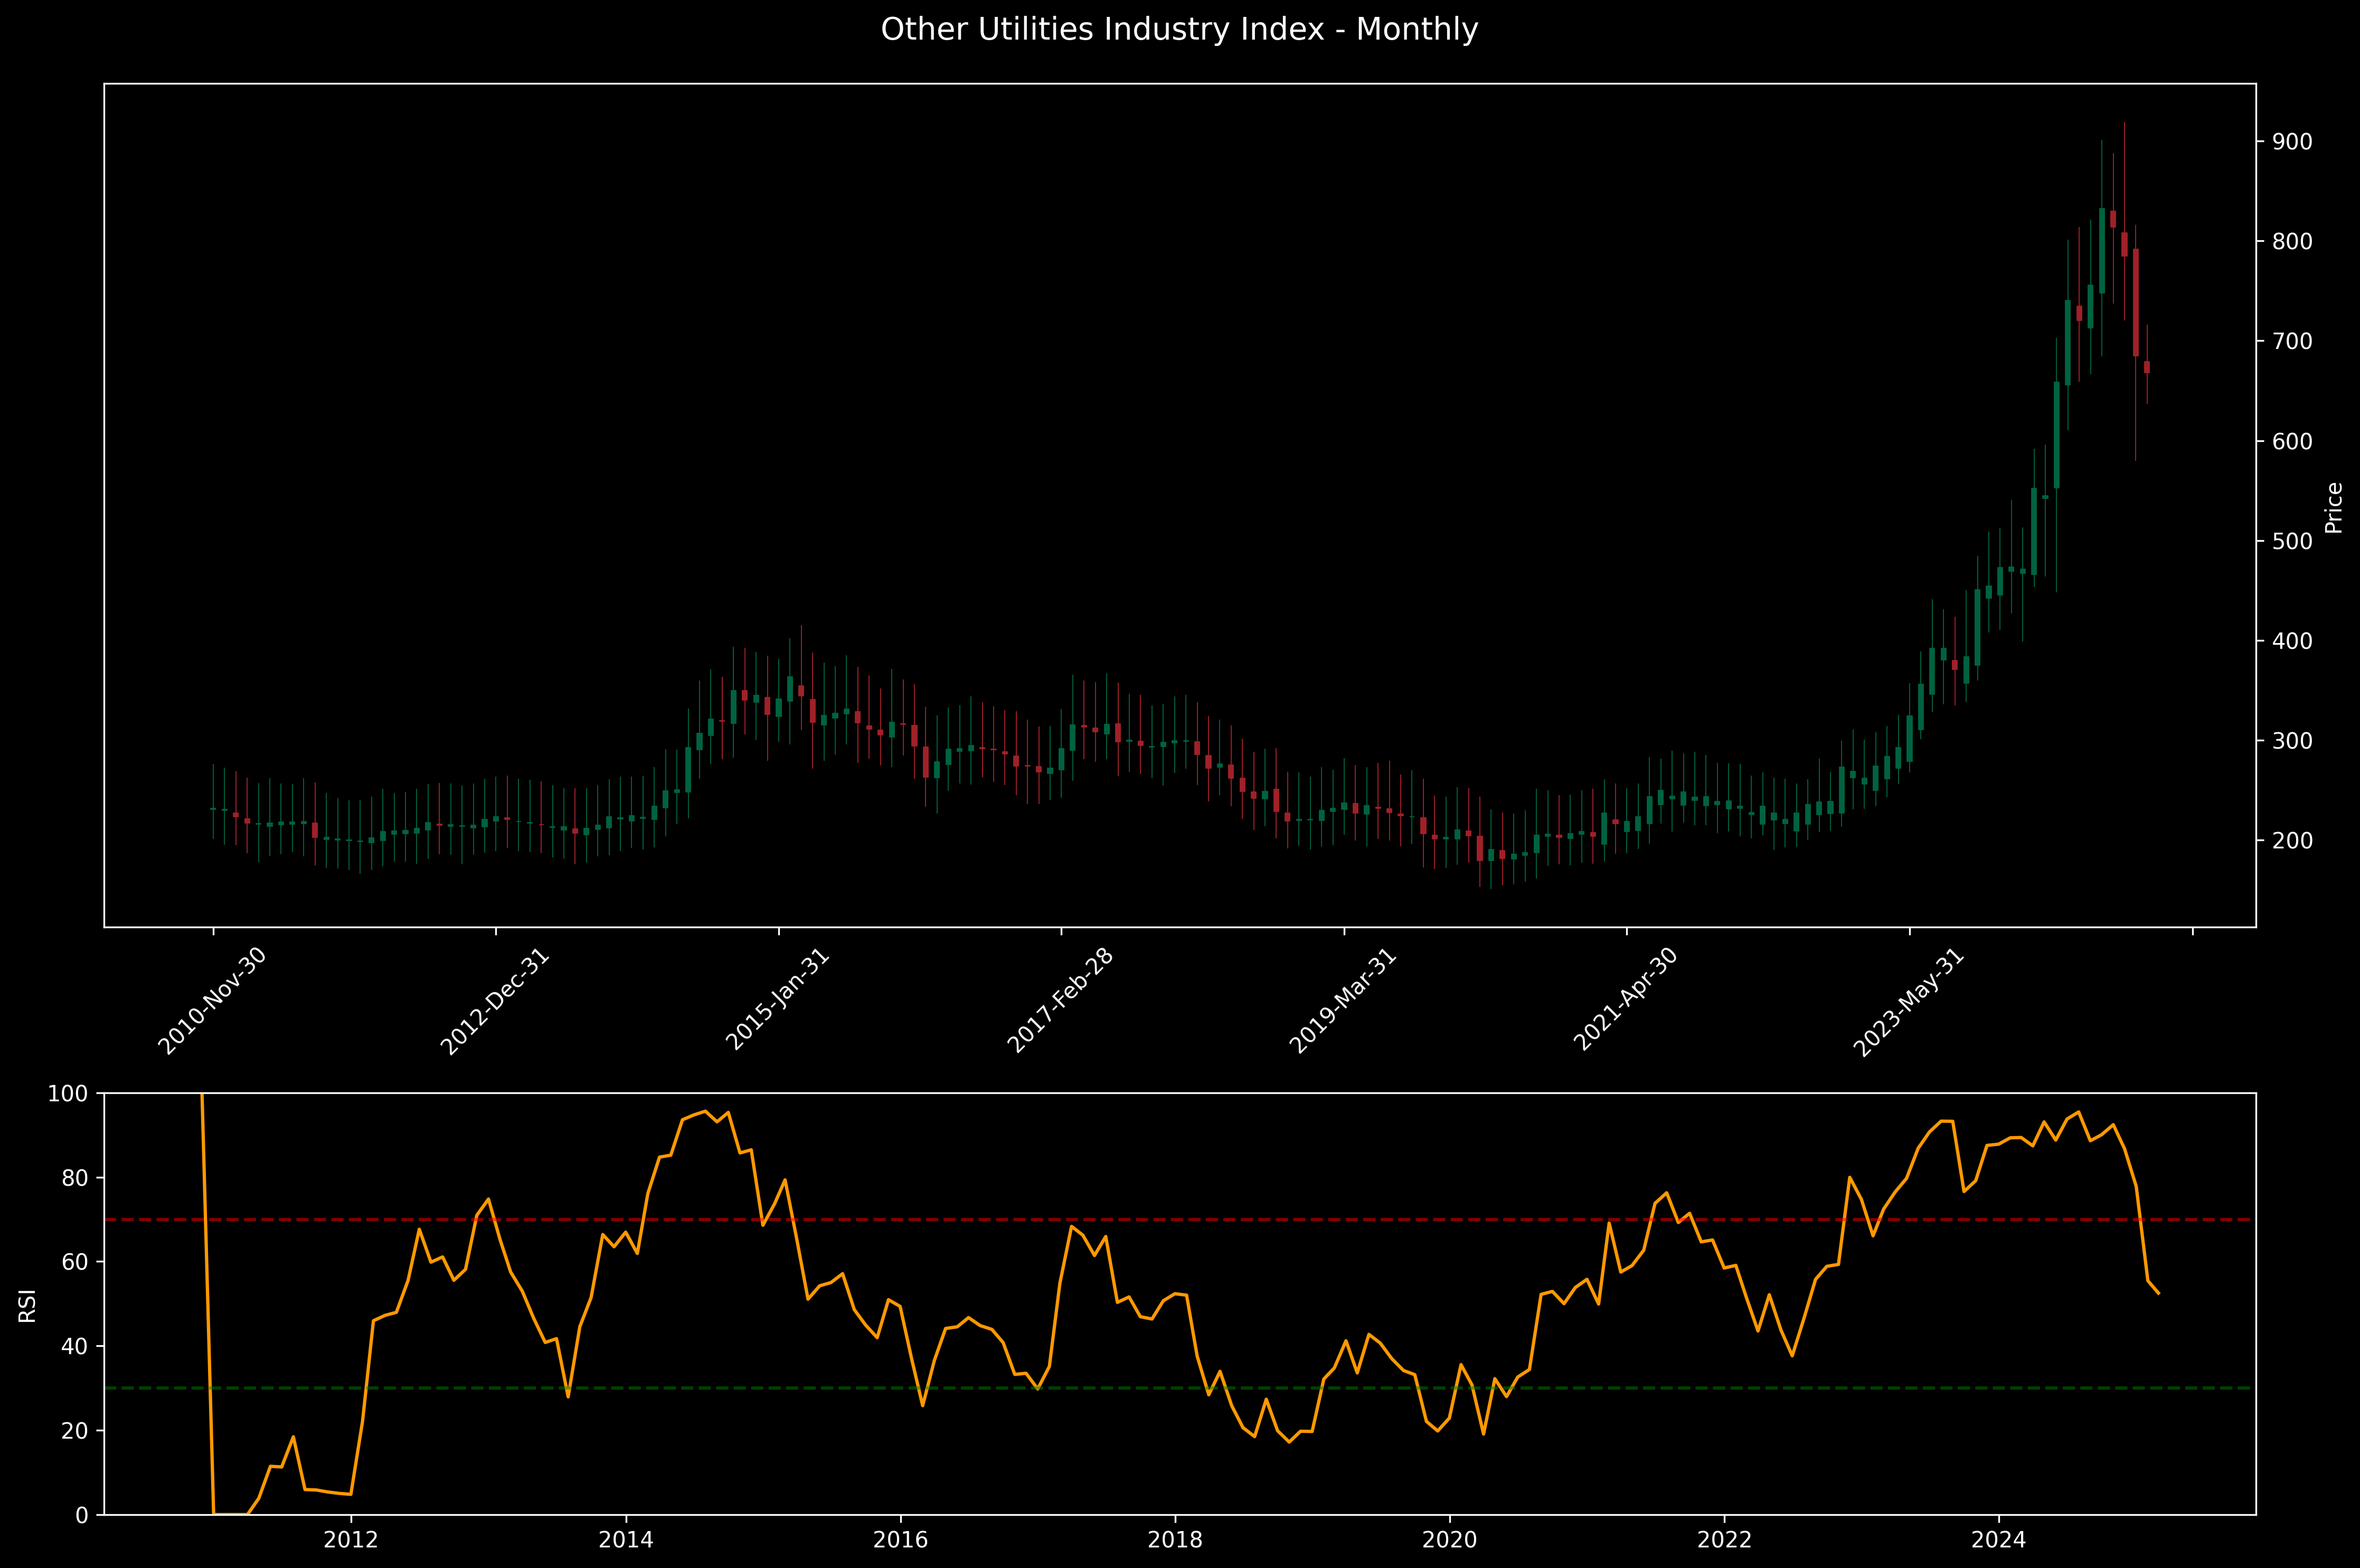 Other Utilities Industry Index - Monthly
900
800
700
600
500
400
300
200
Price
2010-Nov-30
2012-Dec-31
2015-Jan-31
2017-Feb-28
2019-Mar-31
2021-Apr-30
2023-May-31
100
80
60
40
20
0
RSI
2012
2014
2016
2018
2020
2022
2024